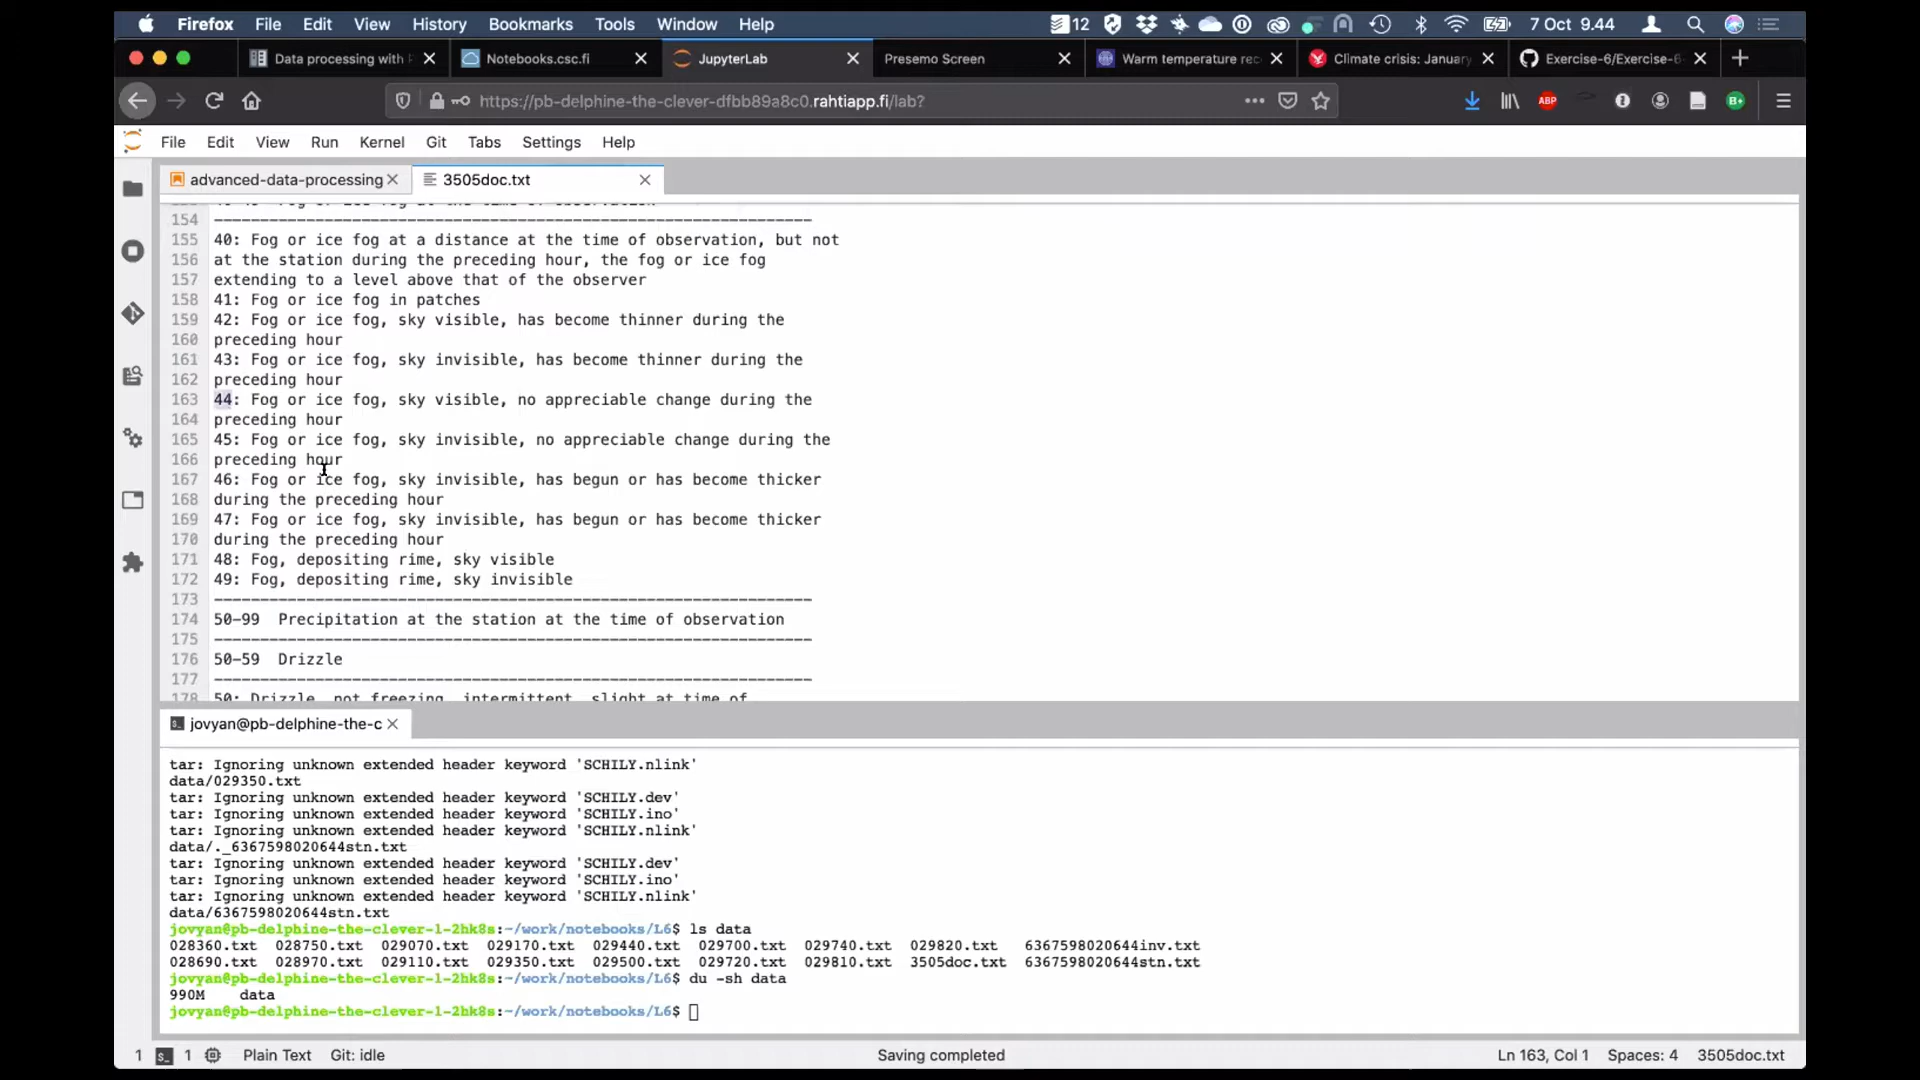 Firefox File Edit View History Bookmarks Tools Window Help 12 7 Oct 9.44
Data processing with Notebooks.csc.fi JupyterLab Presemo Screen Warm temperature rec Climate crisis: January Exercise-6/Exercise-6
https://pb-delphine-the-clever-dfbb89a8c0.rahtiapp.fi/lab? ABP
File Edit View Run Kernel Git Tabs Settings Help
advanced-data-processing 3505doc.txt
154 -----------------------------------------------------------------
155 40: Fog or ice fog at a distance at the time of observation, but not
156 at the station during the preceding hour, the fog or ice fog
157 extending to a level above that of the observer
158 41: Fog or ice fog in patches
159 42: Fog or ice fog, sky visible, has become thinner during the
160 preceding hour
161 43: Fog or ice fog, sky invisible, has become thinner during the
162 preceding hour
163 44: Fog or ice fog, sky visible, no appreciable change during the
164 preceding hour
165 45: Fog or ice fog, sky invisible, no appreciable change during the
166 preceding hour
167 46: Fog or ice fog, sky invisible, has begun or has become thicker
168 during the preceding hour
169 47: Fog or ice fog, sky invisible, has begun or has become thicker
170 during the preceding hour
171 48: Fog, depositing rime, sky visible
172 49: Fog, depositing rime, sky invisible
173 -----------------------------------------------------------------
174 50-99 Precipitation at the station at the time of observation
175 -----------------------------------------------------------------
176 50-59 Drizzle
177 -----------------------------------------------------------------
178 50: Drizzle, not freezing, intermittent, slight at time of
jovyan@pb-delphine-the-c
tar: Ignoring unknown extended header keyword 'SCHILY.nlink'
data/029350.txt
tar: Ignoring unknown extended header keyword 'SCHILY.dev'
tar: Ignoring unknown extended header keyword 'SCHILY.ino'
tar: Ignoring unknown extended header keyword 'SCHILY.nlink'
data/._6367598020644stn.txt
tar: Ignoring unknown extended header keyword 'SCHILY.dev'
tar: Ignoring unknown extended header keyword 'SCHILY.ino'
tar: Ignoring unknown extended header keyword 'SCHILY.nlink'
data/6367598020644stn.txt
jovyan@pb-delphine-the-clever-1-2hk8s:~/work/notebooks/L6$ ls data
028360.txt 028750.txt 029070.txt 029170.txt 029440.txt 029700.txt 029740.txt 029820.txt 6367598020644inv.txt
028690.txt 028970.txt 029110.txt 029350.txt 029500.txt 029720.txt 029810.txt 3505doc.txt 6367598020644stn.txt
jovyan@pb-delphine-the-clever-1-2hk8s:~/work/notebooks/L6$ du -sh data
990M data
jovyan@pb-delphine-the-clever-1-2hk8s:~/work/notebooks/L6$
1 1 Plain Text Git: idle Saving completed Ln 163, Col 1 Spaces: 4 3505doc.txt